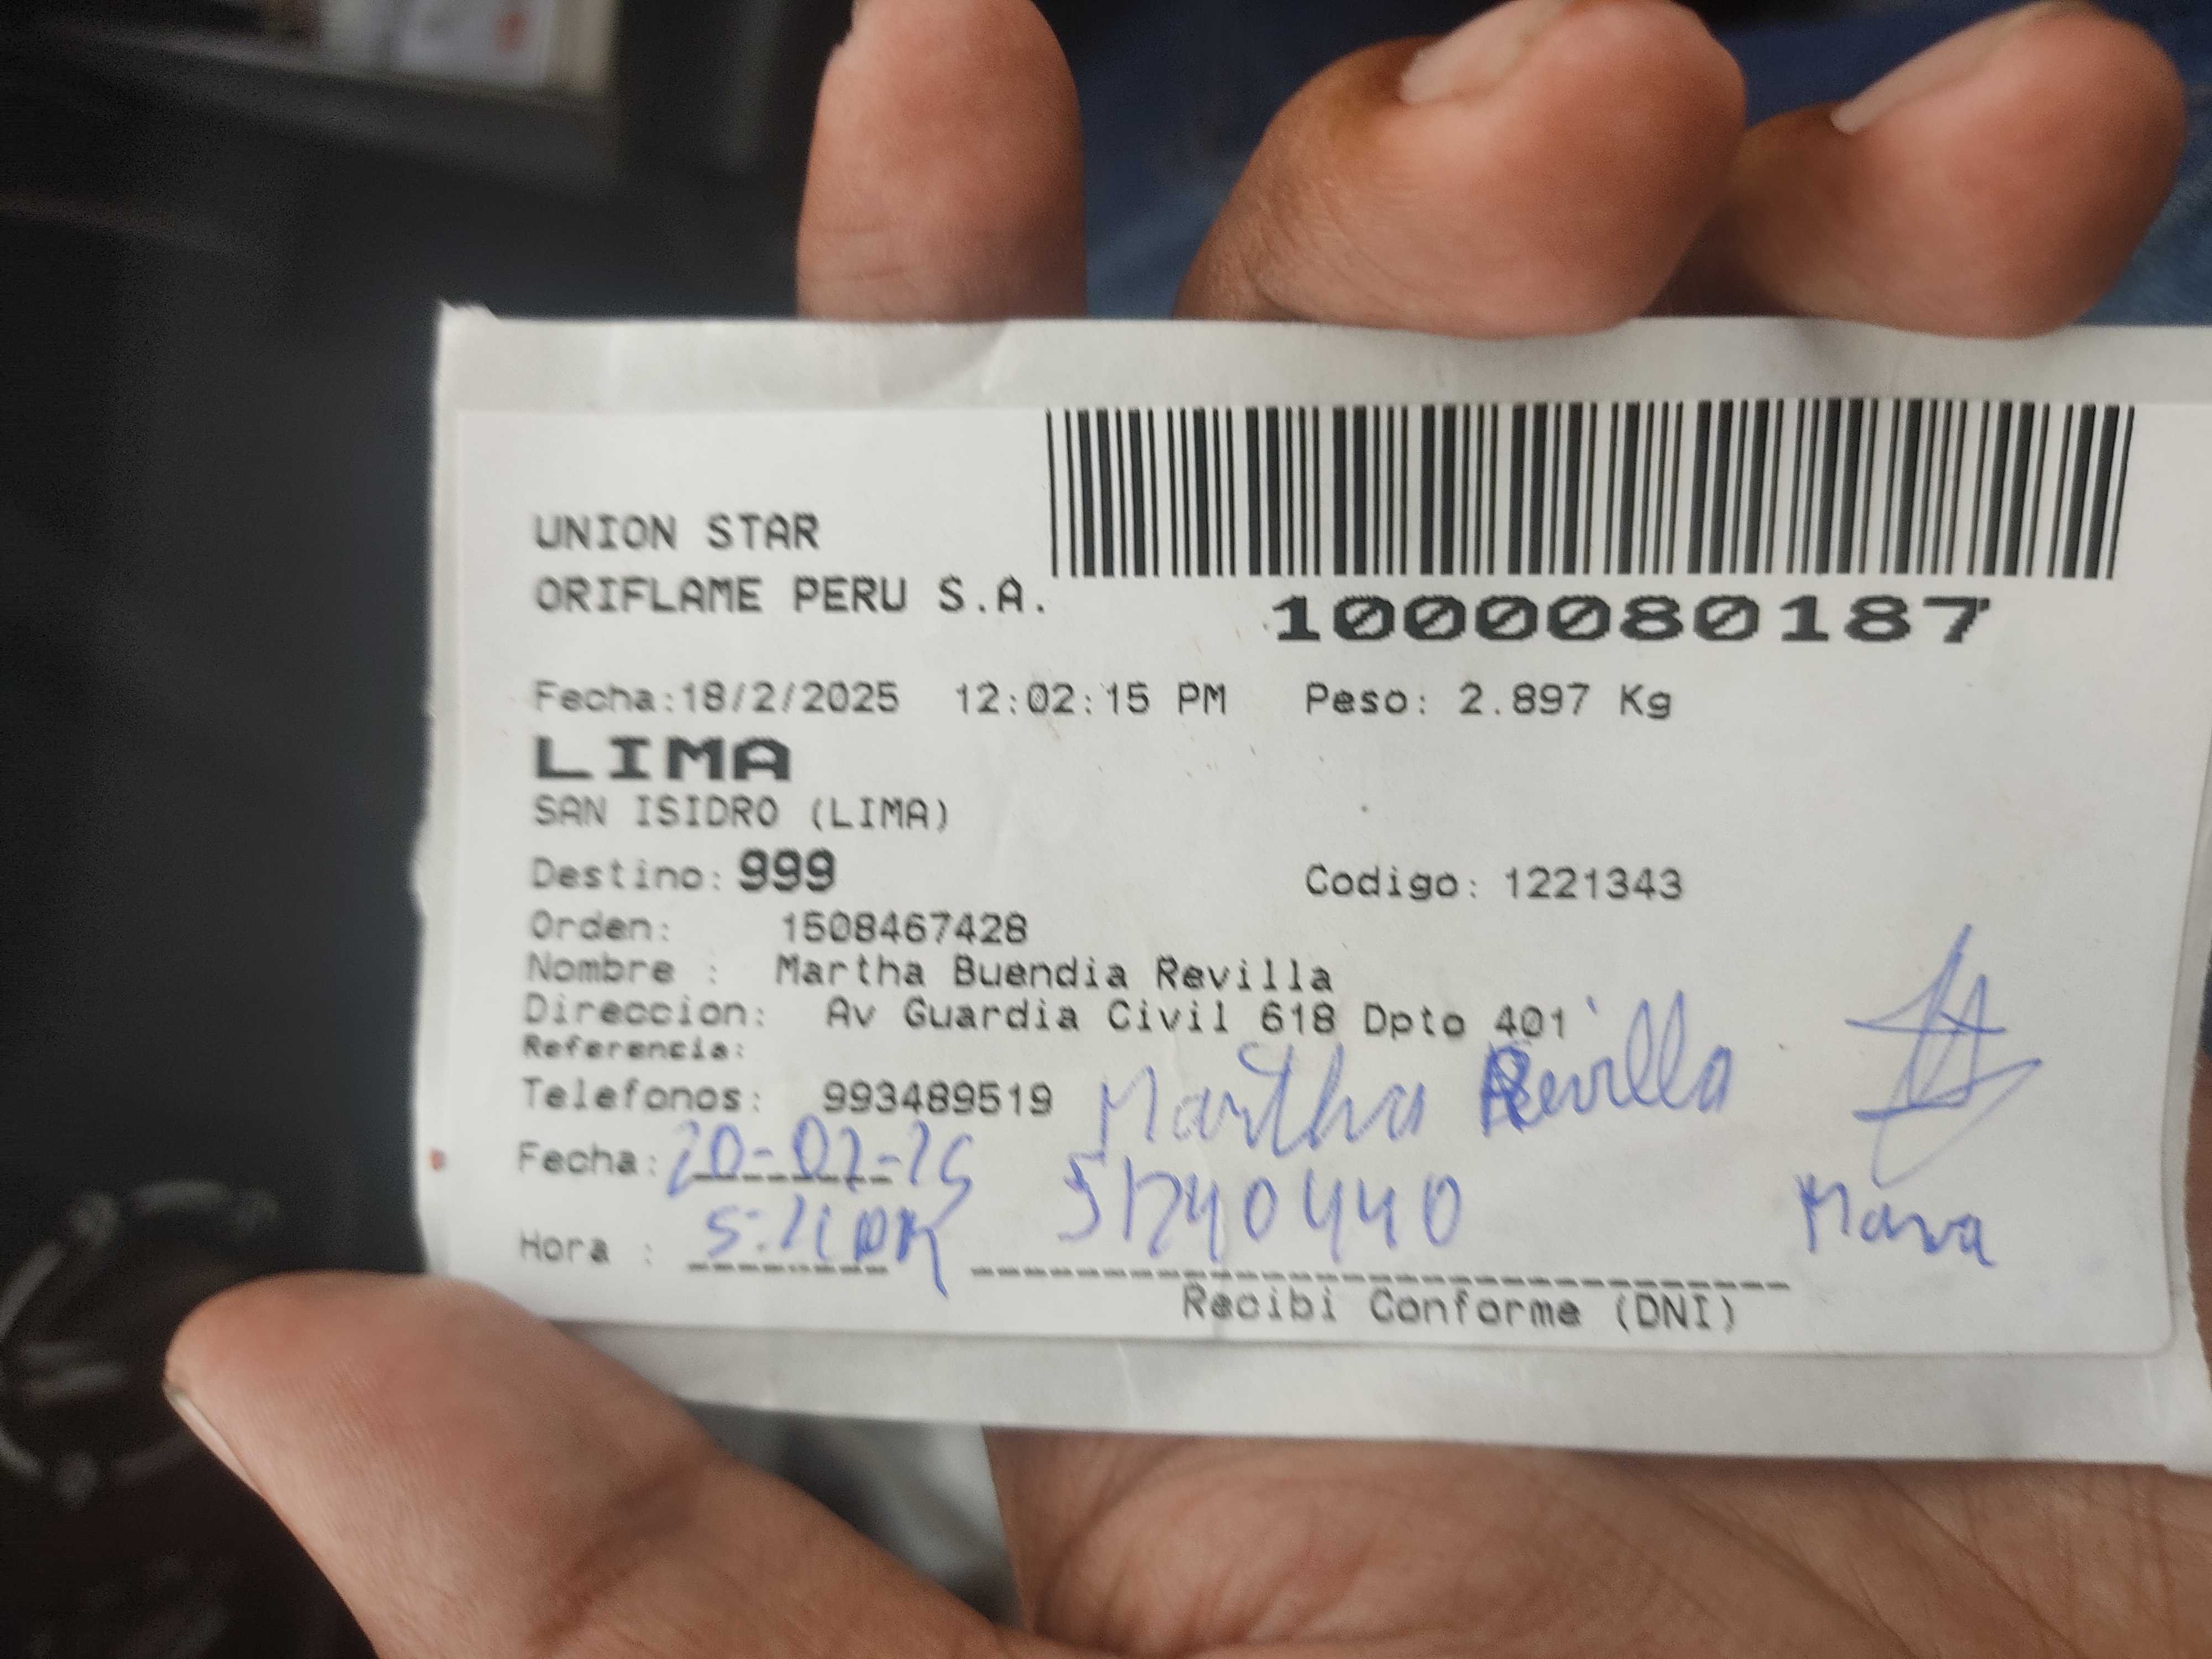 UNION STAR
ORIFLAME PERU S.A.
1000080187
Fecha:18/2/2025 12:02:15 PM Peso: 2.897 Kg
LIMA
SAN ISIDRO (LIMA)
Destino: 999 Codigo: 1221343
Orden: 1508467428
Nombre : Martha Buendia Revilla
Direccion: Av Guardia Civil 618 Dpto 401
Referencia:
Telefonos: 993489519 Martha Revilla
Fecha: 20-02-25
Hora :
Recibi Conforme (DNI)